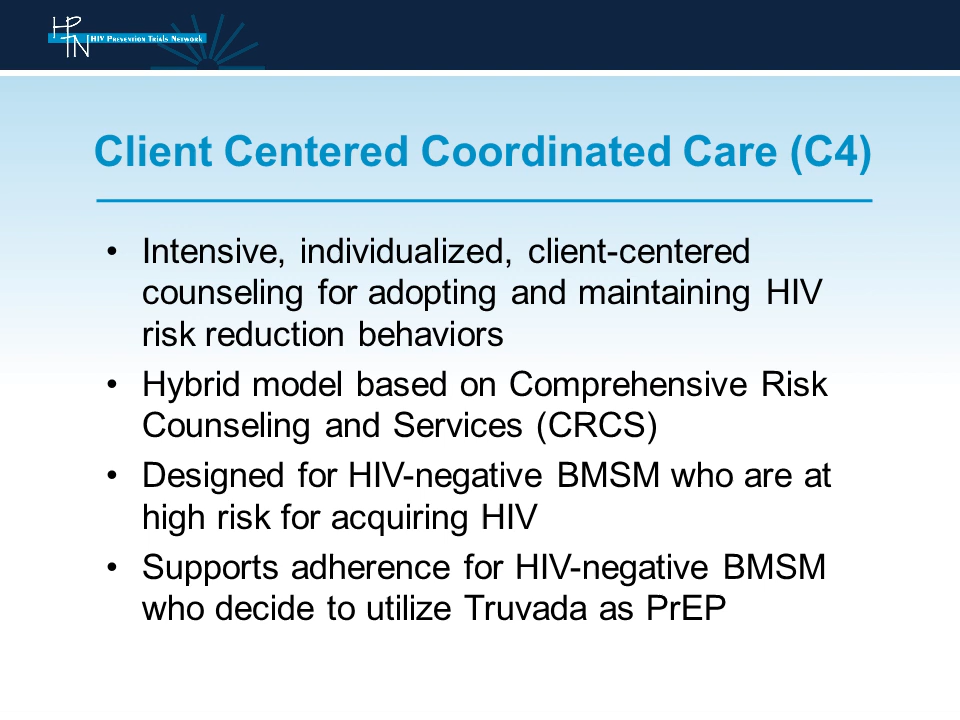 HPTN
HIV Prevention Trials Network
Client Centered Coordinated Care (C4)
• Intensive, individualized, client-centered
counseling for adopting and maintaining HIV
risk reduction behaviors
• Hybrid model based on Comprehensive Risk
Counseling and Services (CRCS)
• Designed for HIV-negative BMSM who are at
high risk for acquiring HIV
• Supports adherence for HIV-negative BMSM
who decide to utilize Truvada as PrEP